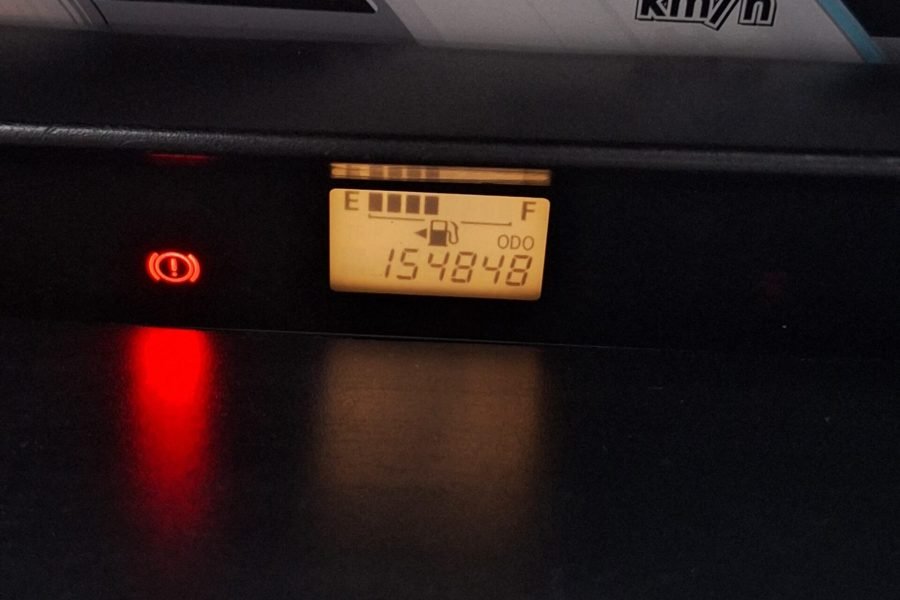 km/h
E F
ODO
154848